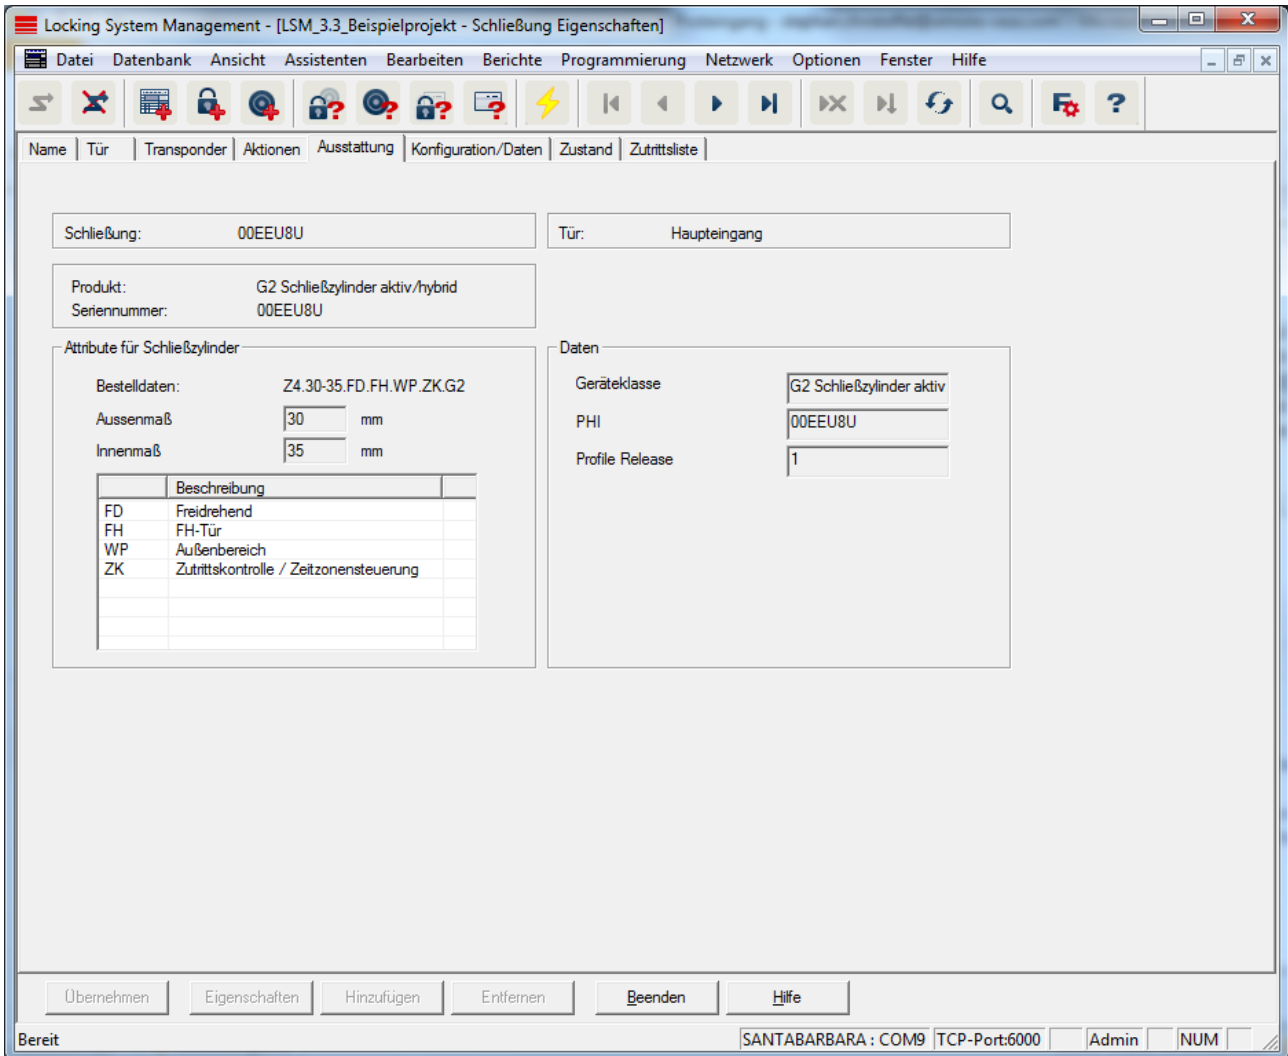 Locking System Management - [LSM_3.3_Beispielprojekt - Schließung Eigenschaften]
Datei Datenbank Ansicht Assistenten Bearbeiten Berichte Programmierung Netzwerk Optionen Fenster Hilfe
Name Tür Transponder Aktionen Ausstattung Konfiguration/Daten Zustand Zutrittsliste
Schließung: 00EEU8U Tür: Haupteingang
Produkt: G2 Schließzylinder aktiv/hybrid
Seriennummer: 00EEU8U
Attribute für Schließzylinder Daten
Bestelldaten: Z4.30-35.FD.FH.WP.ZK.G2 Geräteklasse G2 Schließzylinder aktiv
Aussenmaß 30 mm PHI 00EEU8U
Innenmaß 35 mm Profile Release 1
Beschreibung
FD Freidrehend
FH FH-Tür
WP Außenbereich
ZK Zutrittskontrolle / Zeitzonensteuerung
Übernehmen Eigenschaften Hinzufügen Entfernen Beenden Hilfe
Bereit SANTABARBARA : COM9 TCP-Port:6000 Admin NUM